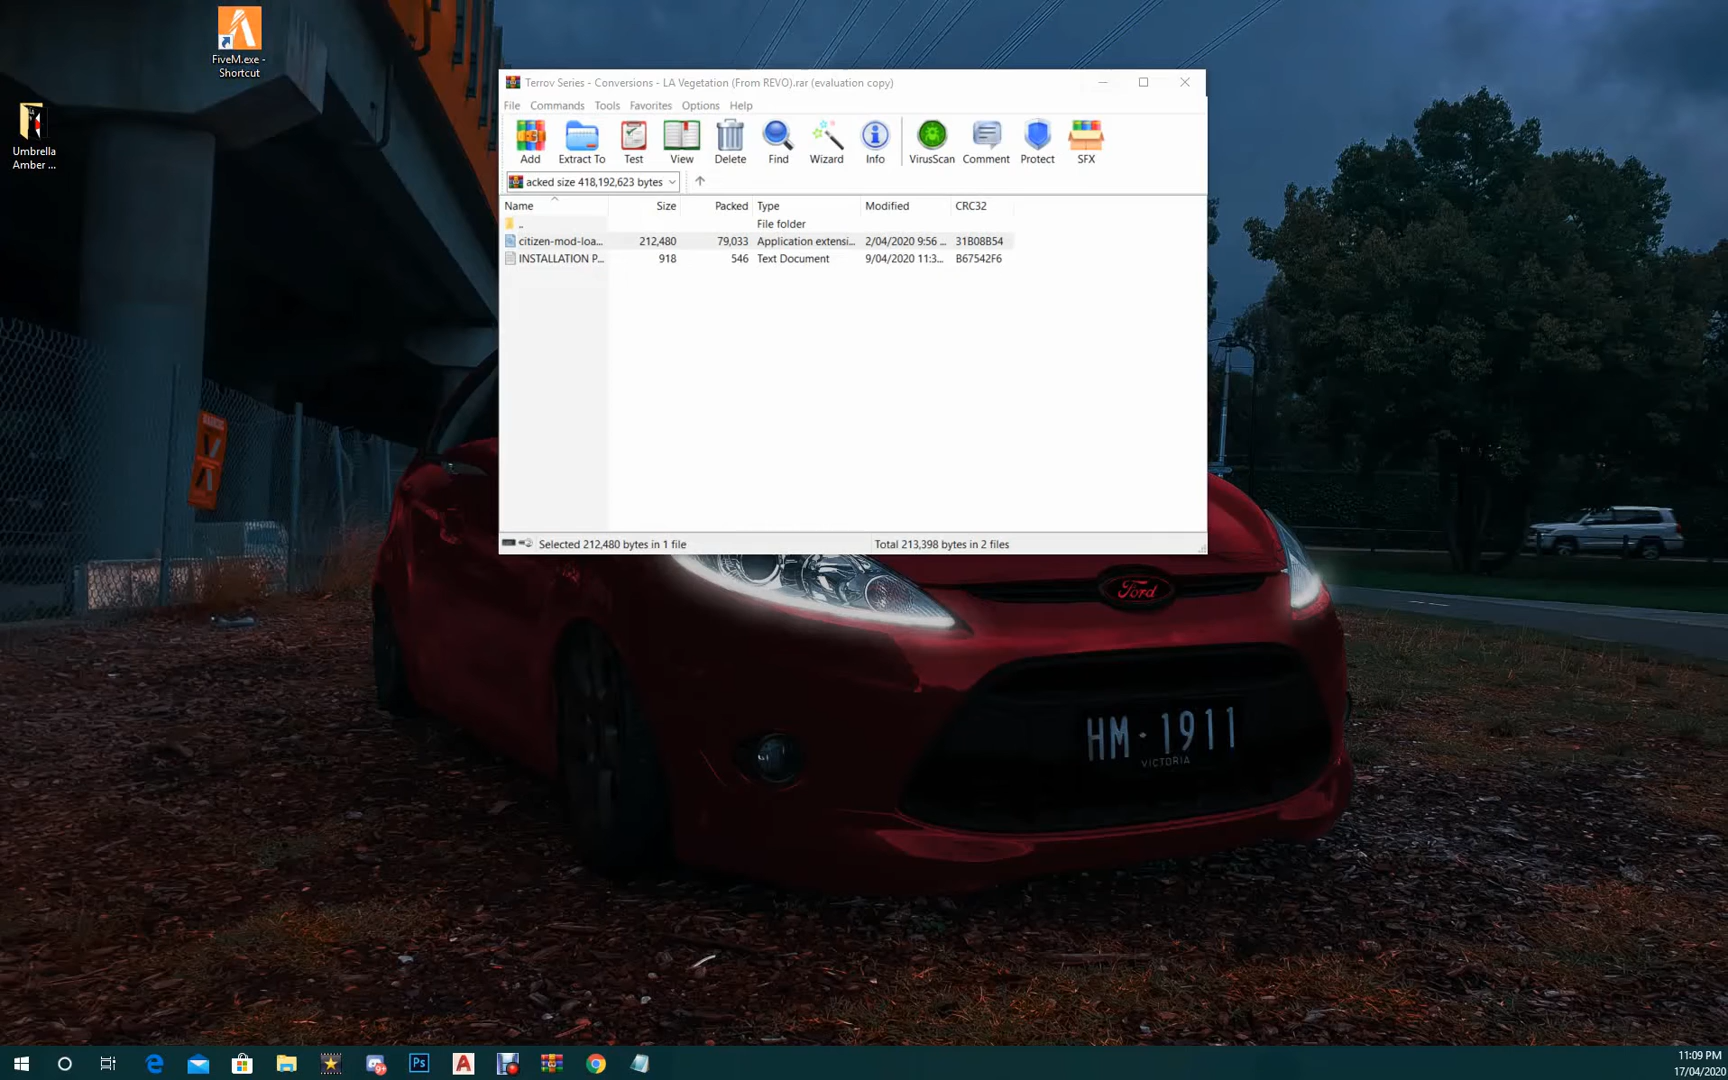 FiveM.exe -
Shortcut
Umbrella
Amber ...
Terrov Series - Conversions - LA Vegetation (From REVO).rar (evaluation copy)
File Commands Tools Favorites Options Help
Add Extract To Test View Delete Find Wizard Info VirusScan Comment Protect SFX
acked size 418,192,623 bytes
Name Size Packed Type Modified CRC32
.. File folder
citizen-mod-loa... 212,480 79,033 Application extensi... 2/04/2020 9:56 ... 31B08B54
INSTALLATION P... 918 546 Text Document 9/04/2020 11:3... B67542F6
Selected 212,480 bytes in 1 file Total 213,398 bytes in 2 files
Ford
HM·1911
VICTORIA
Ps
11:09 PM
17/04/2020